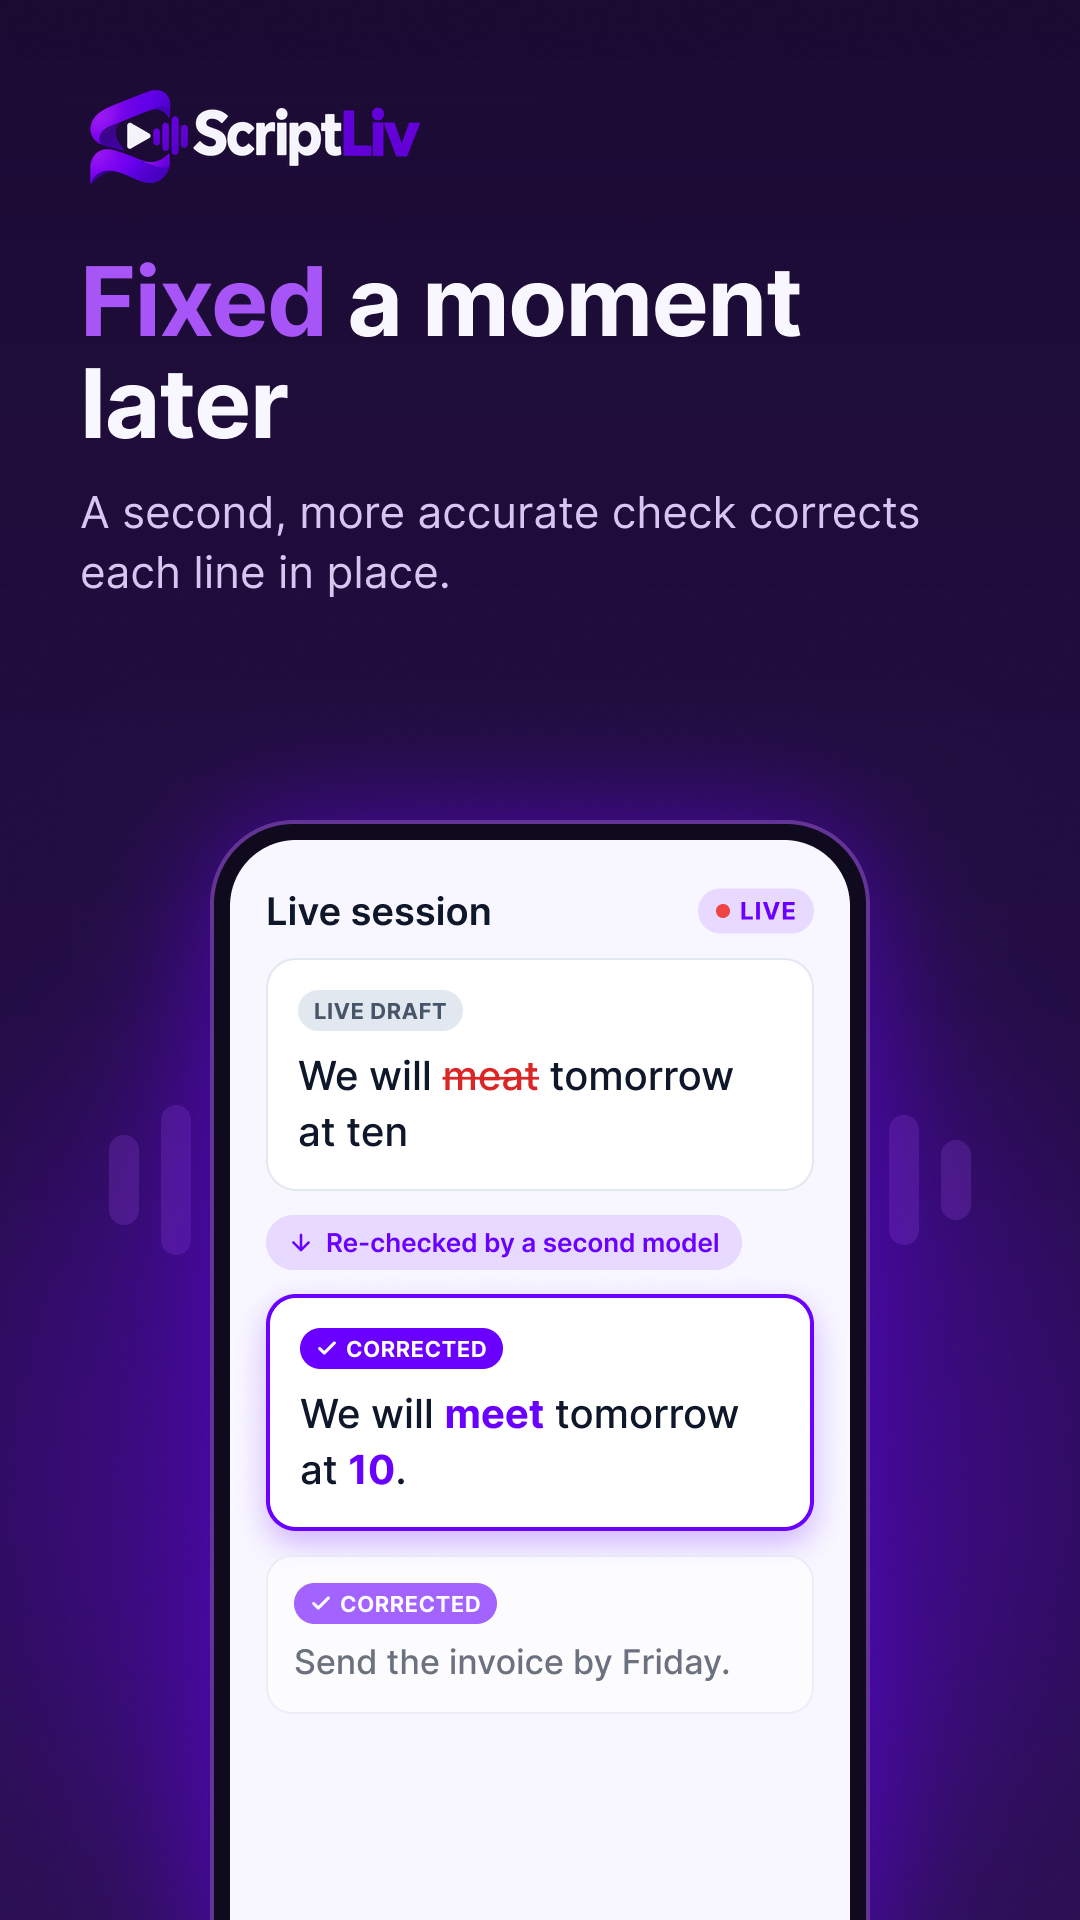 ScriptLiv
Fixed a moment
later
A second, more accurate check corrects
each line in place.
Live session
LIVE
LIVE DRAFT
We will meat tomorrow
at ten
Re-checked by a second model
CORRECTED
We will meet tomorrow
at 10.
CORRECTED
Send the invoice by Friday.